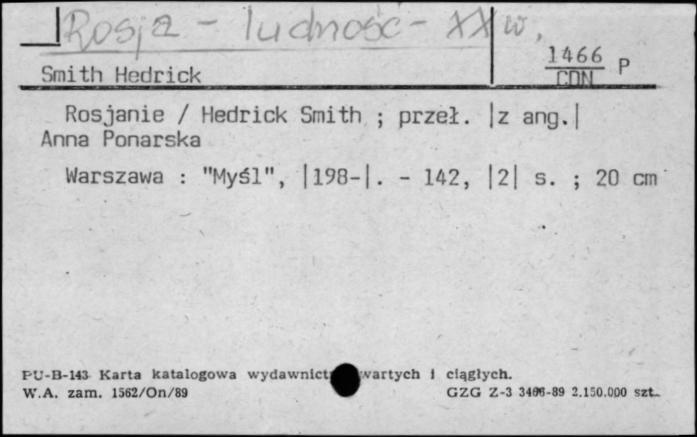 Rosja - ludność - XX w.
1466 P
Smith Hedrick CDN
Rosjanie / Hedrick Smith ; przeł. |z ang.|
Anna Ponarska
Warszawa : "Myśl", |198-|. - 142, |2| s. ; 20 cm
PU-B-143 Karta katalogowa wydawnict wartych i ciągłych.
W.A. zam. 1562/On/89 GZG Z-3 3466-89 2.150.000 szt.